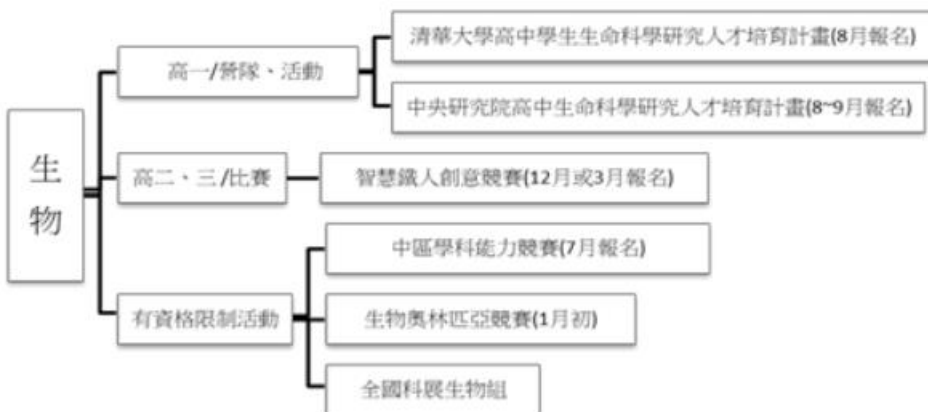 生物
高一/營隊、活動
清華大學高中學生生命科學研究人才培育計畫(8月報名)
中央研究院高中生命科學研究人才培育計畫(8~9月報名)
高二、三/比賽
智慧鐵人創意競賽(12月或3月報名)
有資格限制活動
中區學科能力競賽(7月報名)
生物奧林匹亞競賽(1月初)
全國科展生物組